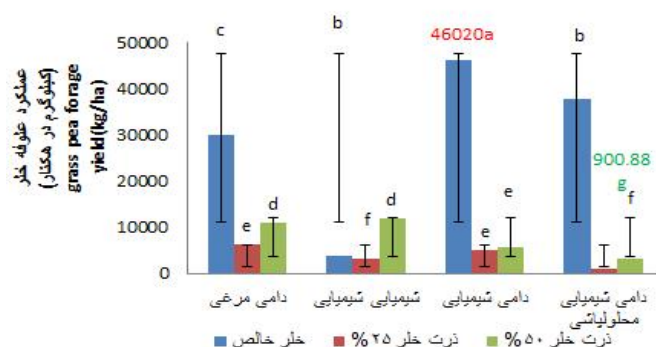 عملکرد علوفه خلر
(کیلوگرم در هکتار)
grass pea forage
yield(kg/ha)
50000
40000
30000
20000
10000
0
c
b
46020a
b
900.88
g
e
d
f
d
e
e
f
دامی مرغی
شیمیایی شیمیایی
دامی شیمیایی
دامی شیمیایی
محلولپاشی
خلر خالص
ذرت خلر ۲۵ %
ذرت خلر ۵۰ %